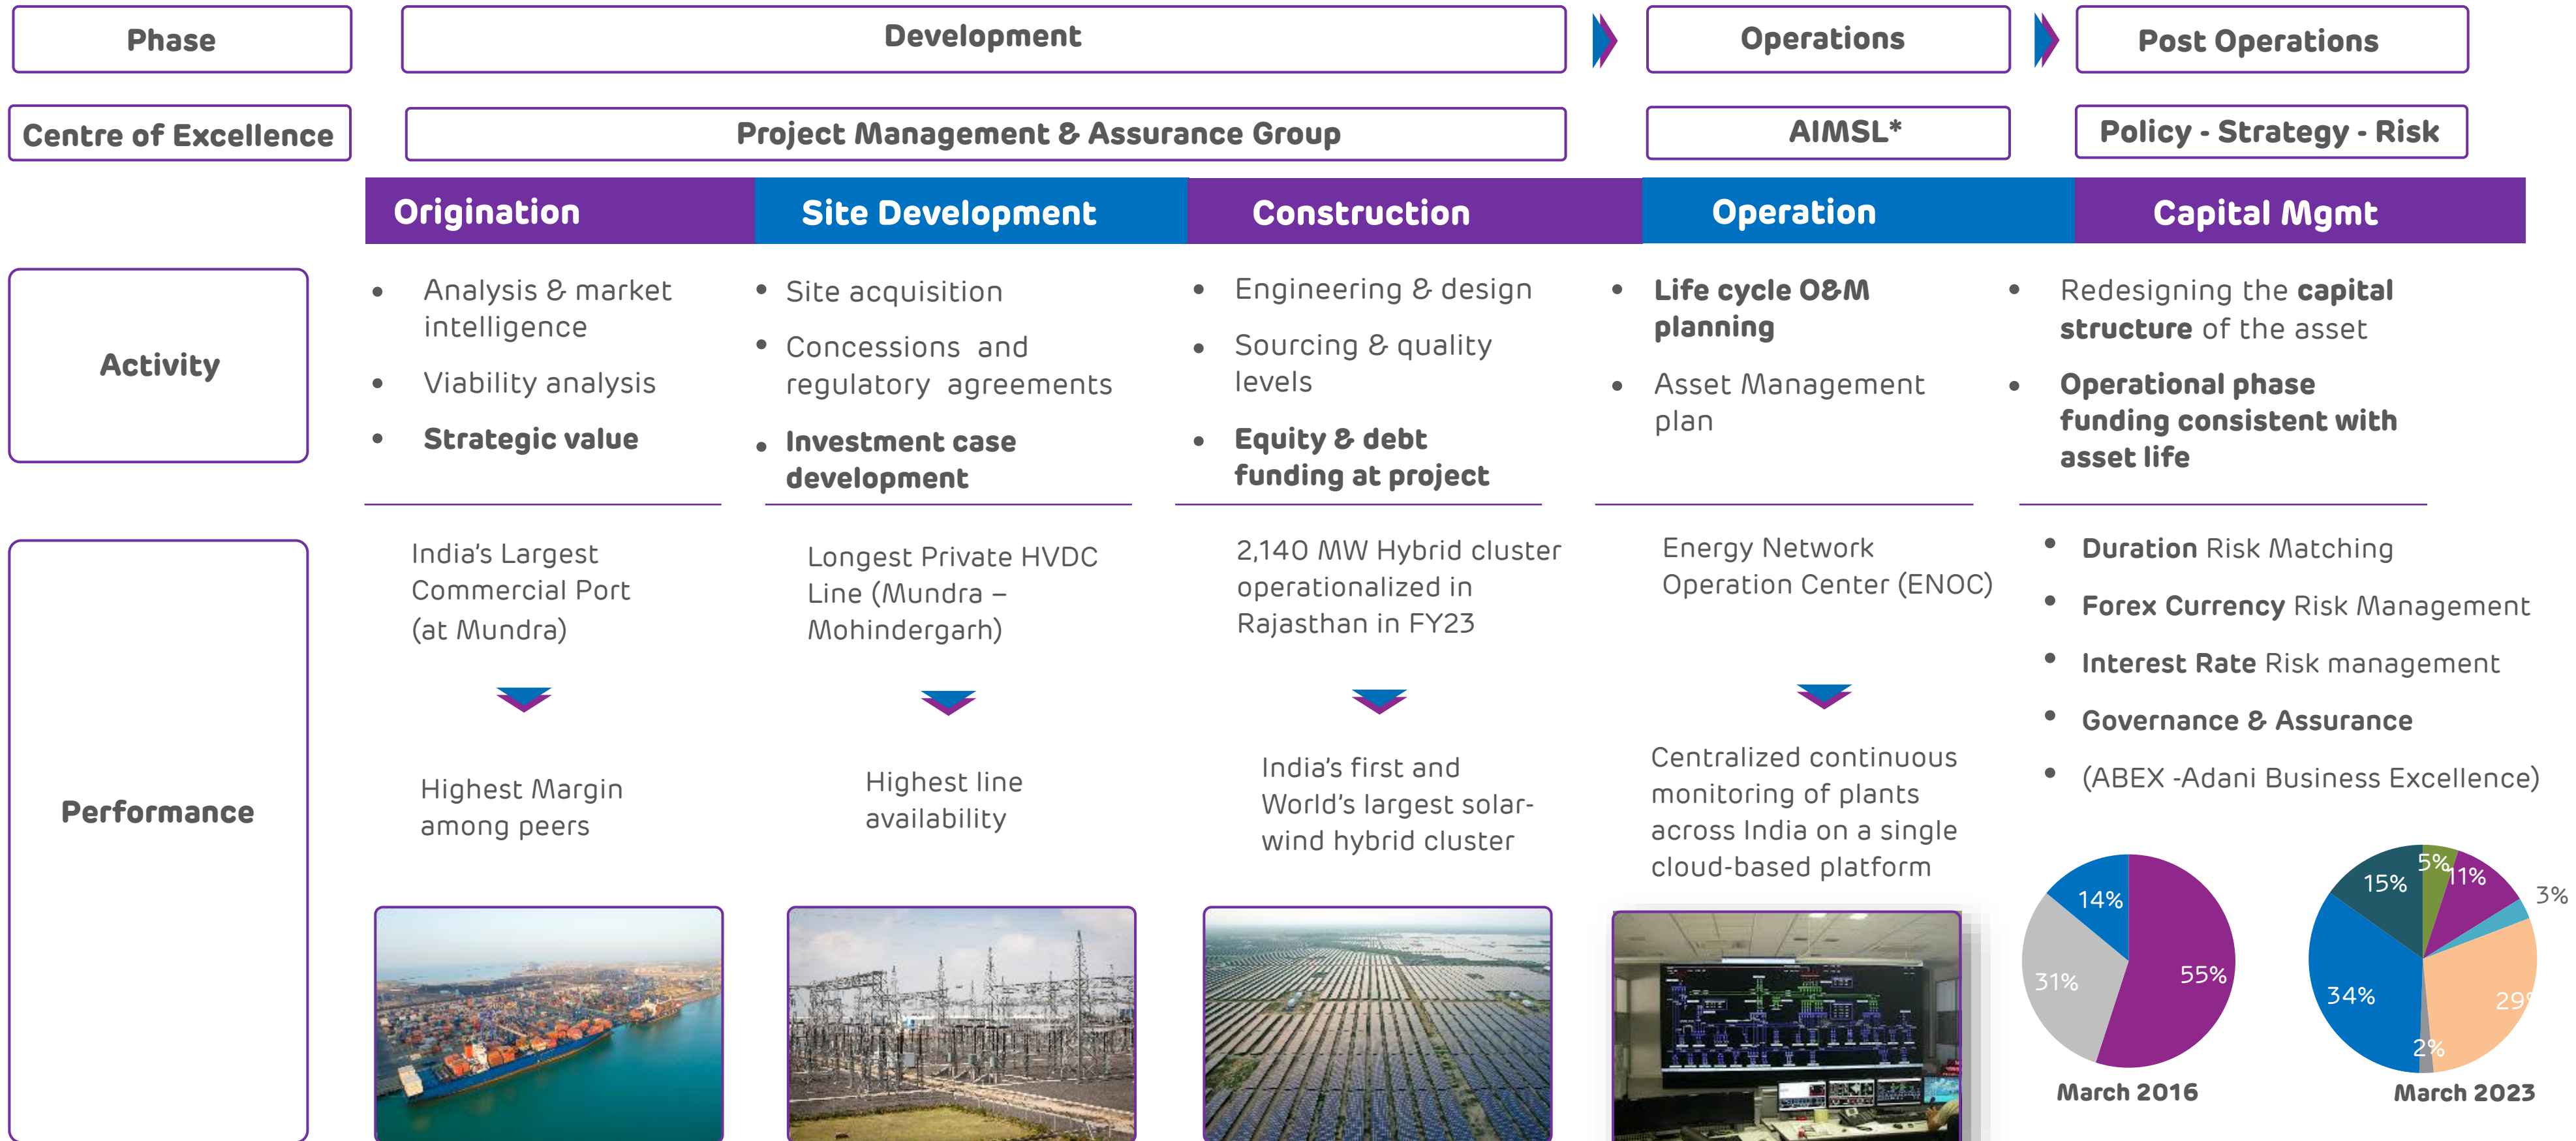 Phase
Development
Operations
Post Operations
Centre of Excellence
Project Management & Assurance Group
AIMSL*
Policy - Strategy - Risk
Origination
Site Development
Construction
Operation
Capital Mgmt
Activity
• Analysis & market
intelligence
• Viability analysis
• Strategic value
• Site acquisition
• Concessions and
regulatory agreements
• Investment case
development
• Engineering & design
• Sourcing & quality
levels
• Equity & debt
funding at project
• Life cycle O&M
planning
• Asset Management
plan
• Redesigning the capital
structure of the asset
• Operational phase
funding consistent with
asset life
Performance
India's Largest
Commercial Port
(at Mundra)
Highest Margin
among peers
Longest Private HVDC
Line (Mundra –
Mohindergarh)
Highest line
availability
2,140 MW Hybrid cluster
operationalized in
Rajasthan in FY23
India's first and
World's largest solar-
wind hybrid cluster
Energy Network
Operation Center (ENOC)
Centralized continuous
monitoring of plants
across India on a single
cloud-based platform
• Duration Risk Matching
• Forex Currency Risk Management
• Interest Rate Risk management
• Governance & Assurance
• (ABEX -Adani Business Excellence)
14%
31%
55%
March 2016
5%
11%
15%
3%
34%
29%
2%
March 2023